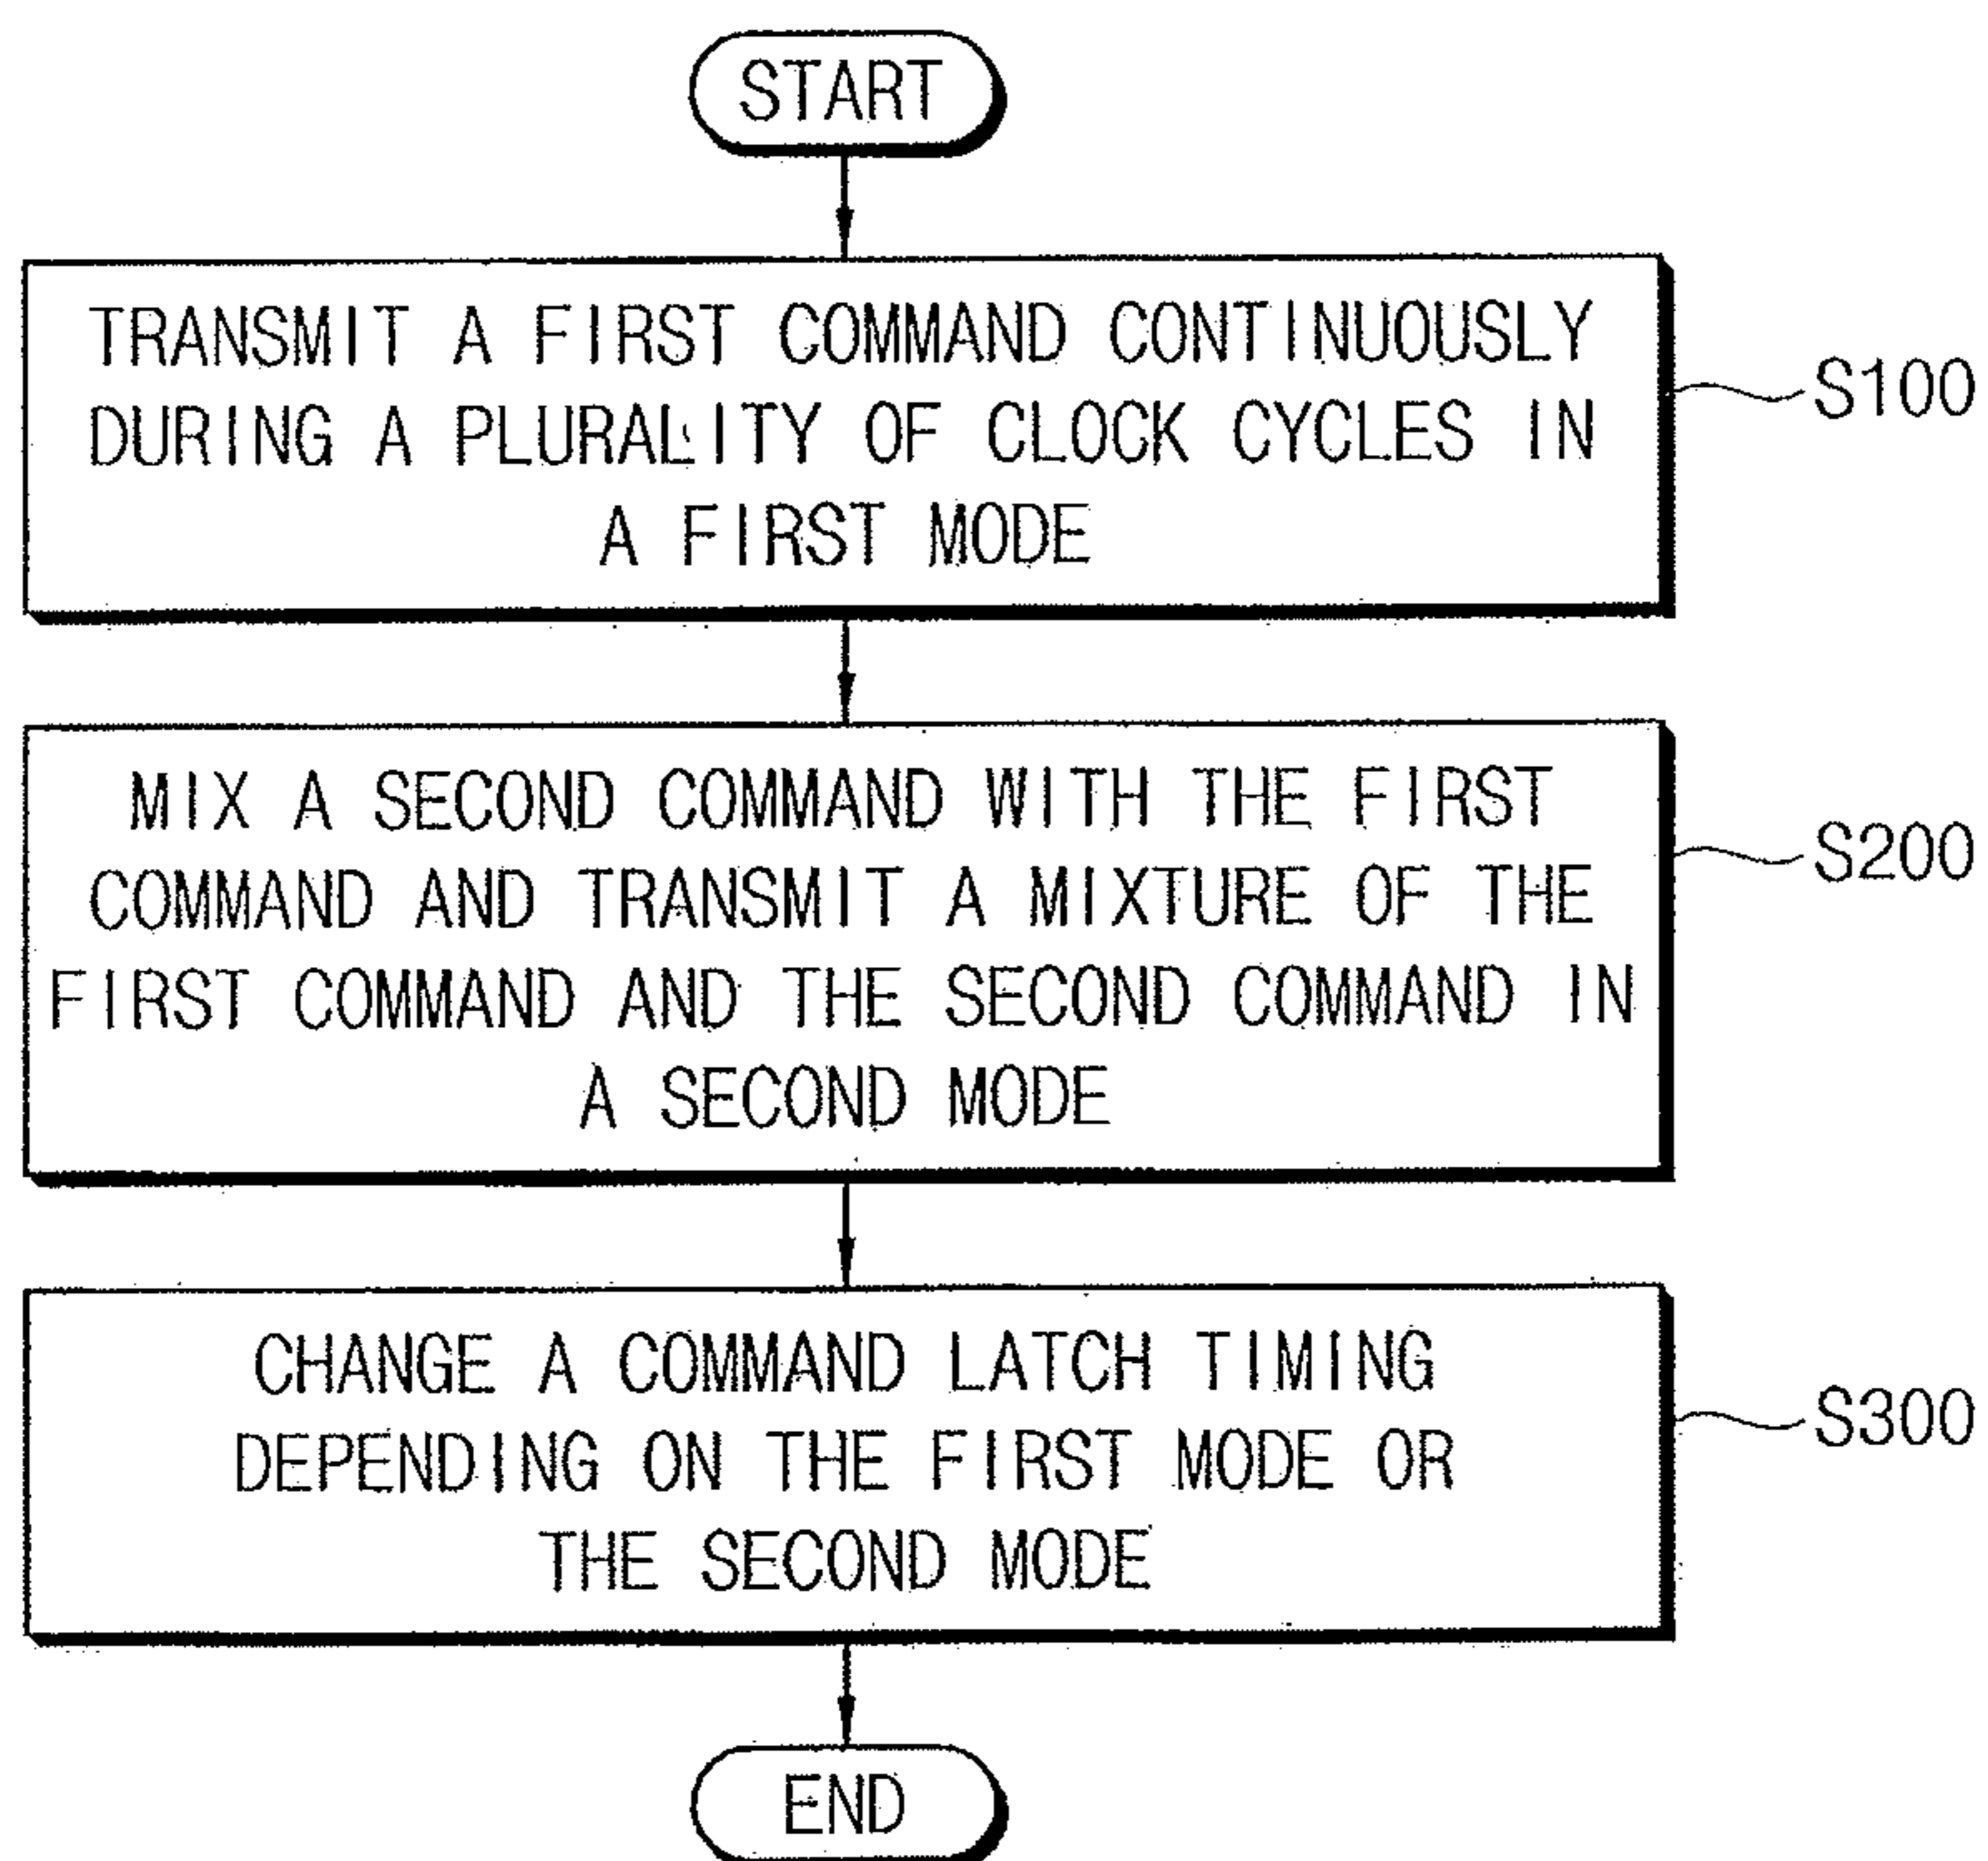 START
TRANSMIT A FIRST COMMAND CONTINUOUSLY
DURING A PLURALITY OF CLOCK CYCLES IN
A FIRST MODE
S100
MIX A SECOND COMMAND WITH THE FIRST
COMMAND AND TRANSMIT A MIXTURE OF THE
FIRST COMMAND AND THE SECOND COMMAND IN
A SECOND MODE
S200
CHANGE A COMMAND LATCH TIMING
DEPENDING ON THE FIRST MODE OR
THE SECOND MODE
S300
END